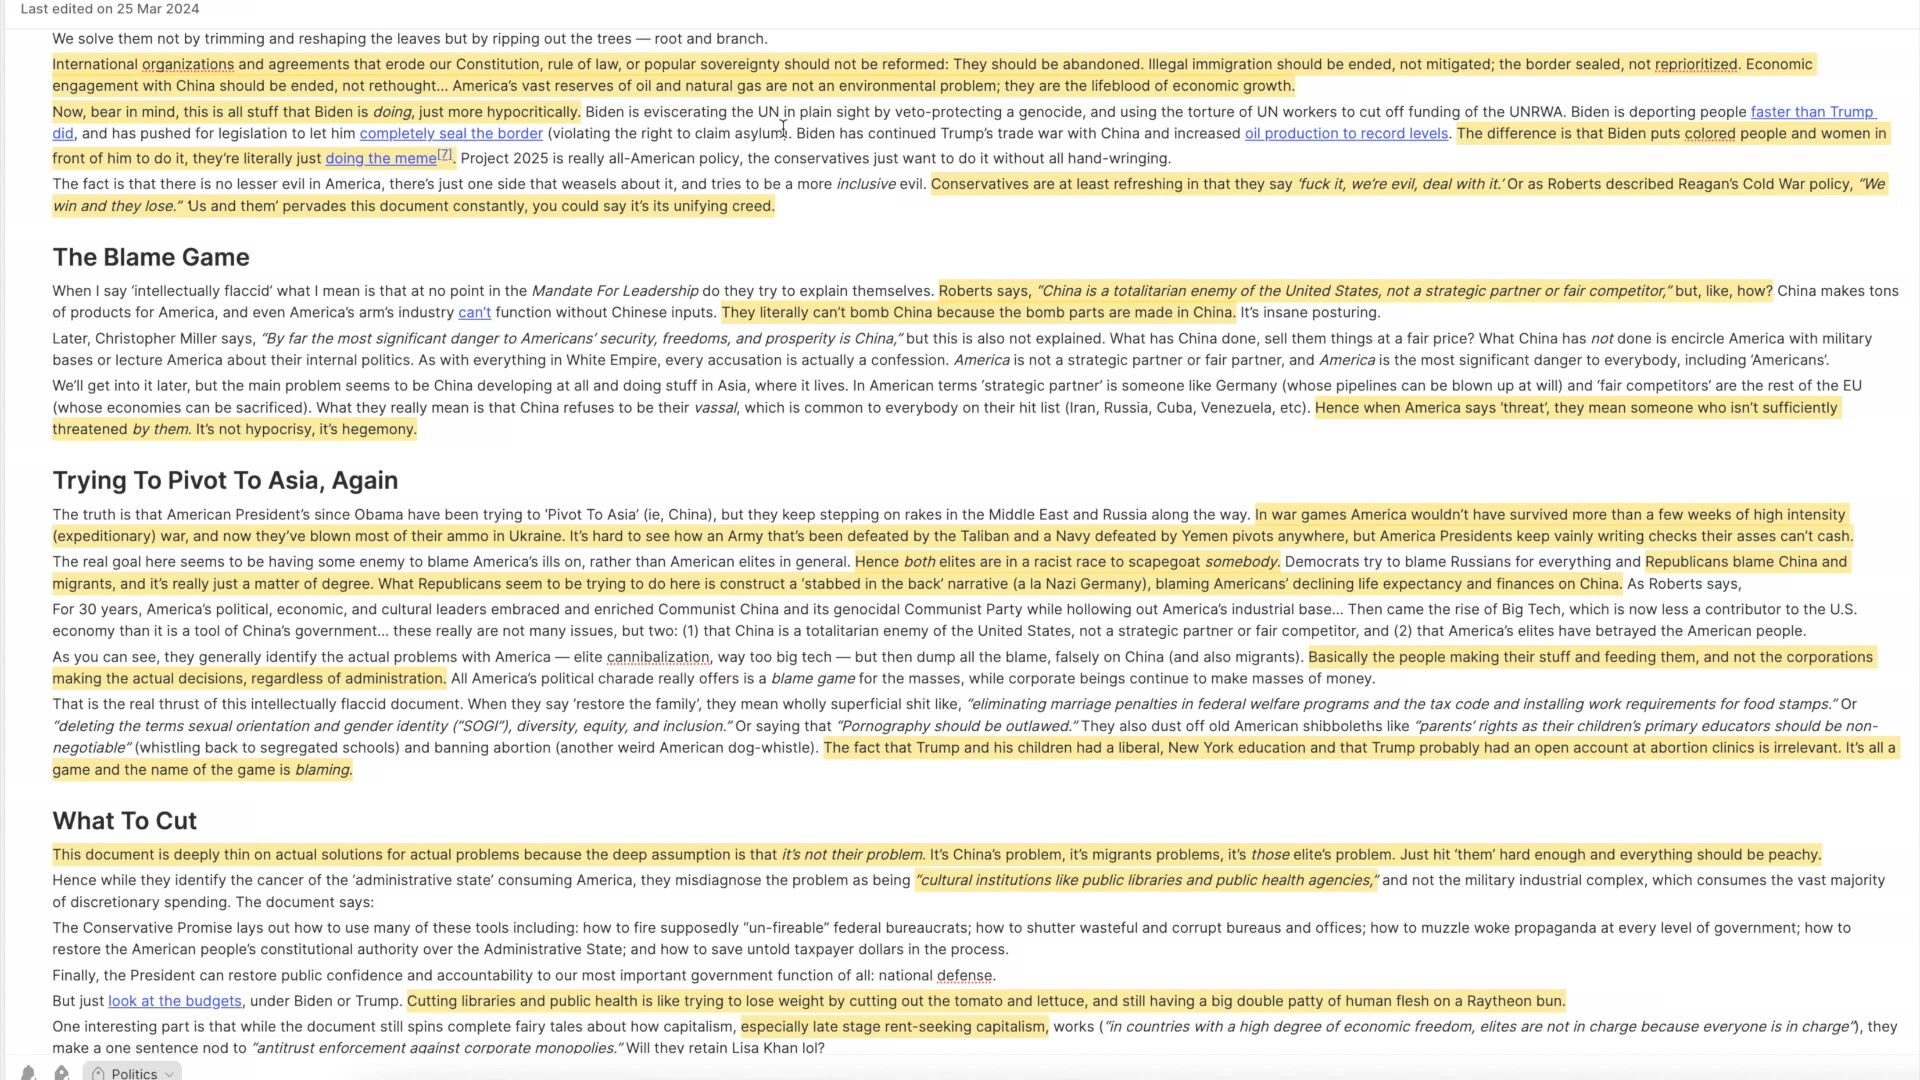 Last edited on 25 Mar 2024
We solve them not by trimming and reshaping the leaves but by ripping out the trees — root and branch.
International organizations and agreements that erode our Constitution, rule of law, or popular sovereignty should not be reformed: They should be abandoned. Illegal immigration should be ended, not mitigated; the border sealed, not reprioritized. Economic
engagement with China should be ended, not rethought... America's vast reserves of oil and natural gas are not an environmental problem; they are the lifeblood of economic growth.
Now, bear in mind, this is all stuff that Biden is doing, just more hypocritically. Biden is eviscerating the UN in plain sight by veto-protecting a genocide, and using the torture of UN workers to cut off funding of the UNRWA. Biden is deporting people faster than Trump
did, and has pushed for legislation to let him completely seal the border (violating the right to claim asylum). Biden has continued Trump's trade war with China and increased oil production to record levels. The difference is that Biden puts colored people and women in
front of him to do it, they're literally just doing the meme[7]. Project 2025 is really all-American policy, the conservatives just want to do it without all hand-wringing.
The fact is that there is no lesser evil in America, there's just one side that weasels about it, and tries to be a more inclusive evil. Conservatives are at least refreshing in that they say 'fuck it, we're evil, deal with it.' Or as Roberts described Reagan's Cold War policy, "We
win and they lose." 'Us and them' pervades this document constantly, you could say it's its unifying creed.
The Blame Game
When I say 'intellectually flaccid' what I mean is that at no point in the Mandate For Leadership do they try to explain themselves. Roberts says, "China is a totalitarian enemy of the United States, not a strategic partner or fair competitor," but, like, how? China makes tons
of products for America, and even America's arm's industry can't function without Chinese inputs. They literally can't bomb China because the bomb parts are made in China. It's insane posturing.
Later, Christopher Miller says, "By far the most significant danger to Americans' security, freedoms, and prosperity is China," but this is also not explained. What has China done, sell them things at a fair price? What China has not done is encircle America with military
bases or lecture America about their internal politics. As with everything in White Empire, every accusation is actually a confession. America is not a strategic partner or fair partner, and America is the most significant danger to everybody, including 'Americans'.
We'll get into it later, but the main problem seems to be China developing at all and doing stuff in Asia, where it lives. In American terms 'strategic partner' is someone like Germany (whose pipelines can be blown up at will) and 'fair competitors' are the rest of the EU
(whose economies can be sacrificed). What they really mean is that China refuses to be their vassal, which is common to everybody on their hit list (Iran, Russia, Cuba, Venezuela, etc). Hence when America says 'threat', they mean someone who isn't sufficiently
threatened by them. It's not hypocrisy, it's hegemony.
Trying To Pivot To Asia, Again
The truth is that American President's since Obama have been trying to 'Pivot To Asia' (ie, China), but they keep stepping on rakes in the Middle East and Russia along the way. In war games America wouldn't have survived more than a few weeks of high intensity
(expeditionary) war, and now they've blown most of their ammo in Ukraine. It's hard to see how an Army that's been defeated by the Taliban and a Navy defeated by Yemen pivots anywhere, but America Presidents keep vainly writing checks their asses can't cash.
The real goal here seems to be having some enemy to blame America's ills on, rather than American elites in general. Hence both elites are in a racist race to scapegoat somebody. Democrats try to blame Russians for everything and Republicans blame China and
migrants, and it's really just a matter of degree. What Republicans seem to be trying to do here is construct a 'stabbed in the back' narrative (a la Nazi Germany), blaming Americans' declining life expectancy and finances on China. As Roberts says,
For 30 years, America's political, economic, and cultural leaders embraced and enriched Communist China and its genocidal Communist Party while hollowing out America's industrial base... Then came the rise of Big Tech, which is now less a contributor to the U.S.
economy than it is a tool of China's government... these really are not many issues, but two: (1) that China is a totalitarian enemy of the United States, not a strategic partner or fair competitor, and (2) that America's elites have betrayed the American people.
As you can see, they generally identify the actual problems with America — elite cannibalization, way too big tech — but then dump all the blame, falsely on China (and also migrants). Basically the people making their stuff and feeding them, and not the corporations
making the actual decisions, regardless of administration. All America's political charade really offers is a blame game for the masses, while corporate beings continue to make masses of money.
That is the real thrust of this intellectually flaccid document. When they say 'restore the family', they mean wholly superficial shit like, "eliminating marriage penalties in federal welfare programs and the tax code and installing work requirements for food stamps." Or
"deleting the terms sexual orientation and gender identity ("SOGI"), diversity, equity, and inclusion." Or saying that "Pornography should be outlawed." They also dust off old American shibboleths like "parents' rights as their children's primary educators should be non-
negotiable" (whistling back to segregated schools) and banning abortion (another weird American dog-whistle). The fact that Trump and his children had a liberal, New York education and that Trump probably had an open account at abortion clinics is irrelevant. It's all a
game and the name of the game is blaming.
What To Cut
This document is deeply thin on actual solutions for actual problems because the deep assumption is that it's not their problem. It's China's problem, it's migrants problems, it's those elite's problem. Just hit 'them' hard enough and everything should be peachy.
Hence while they identify the cancer of the 'administrative state' consuming America, they misdiagnose the problem as being "cultural institutions like public libraries and public health agencies," and not the military industrial complex, which consumes the vast majority
of discretionary spending. The document says:
The Conservative Promise lays out how to use many of these tools including: how to fire supposedly "un-fireable" federal bureaucrats; how to shutter wasteful and corrupt bureaus and offices; how to muzzle woke propaganda at every level of government; how to
restore the American people's constitutional authority over the Administrative State; and how to save untold taxpayer dollars in the process.
Finally, the President can restore public confidence and accountability to our most important government function of all: national defense.
But just look at the budgets, under Biden or Trump. Cutting libraries and public health is like trying to lose weight by cutting out the tomato and lettuce, and still having a big double patty of human flesh on a Raytheon bun.
One interesting part is that while the document still spins complete fairy tales about how capitalism, especially late stage rent-seeking capitalism, works ("in countries with a high degree of economic freedom, elites are not in charge because everyone is in charge"), they
make a one sentence nod to "antitrust enforcement against corporate monopolies." Will they retain Lisa Khan lol?
Politics